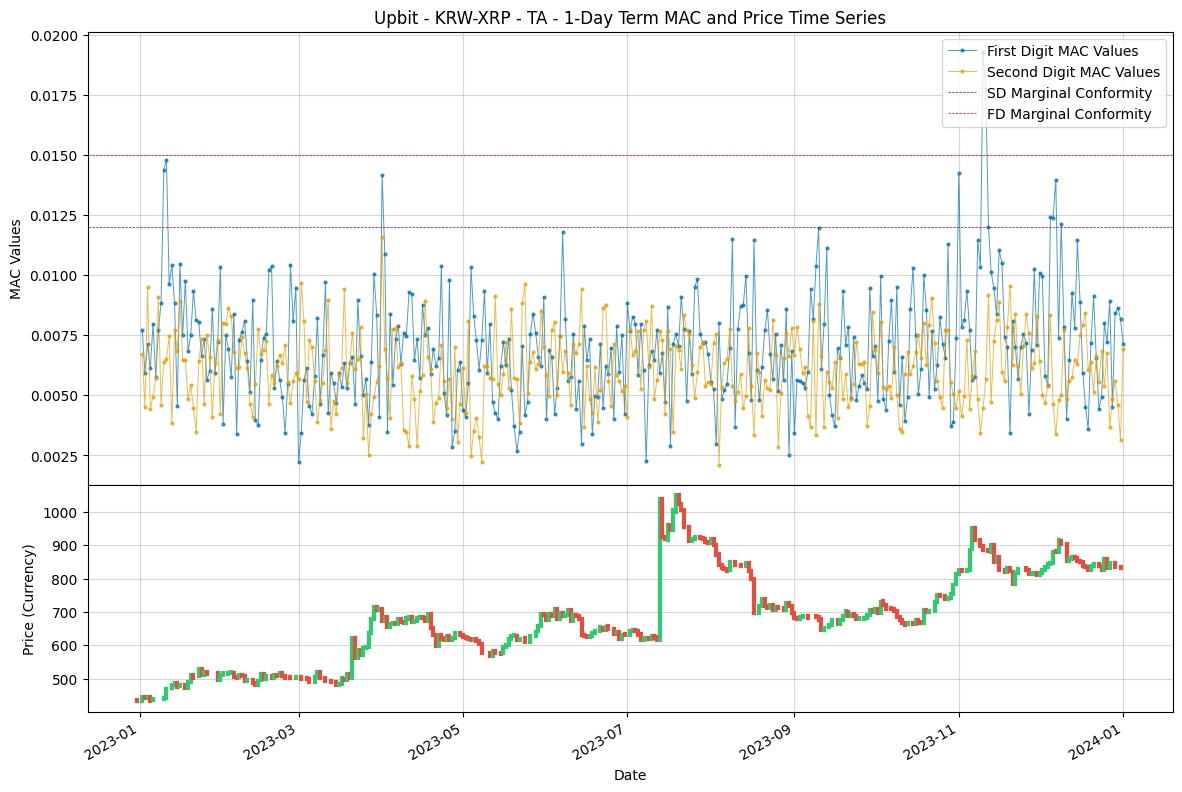 Upbit - KRW-XRP - TA - 1-Day Term MAC and Price Time Series
First Digit MAC Values
Second Digit MAC Values
SD Marginal Conformity
FD Marginal Conformity
MAC Values
0.0200
0.0175
0.0150
0.0125
0.0100
0.0075
0.0050
0.0025
Price (Currency)
1000
900
800
700
600
500
2023-01
2023-03
2023-05
2023-07
2023-09
2023-11
2024-01
Date